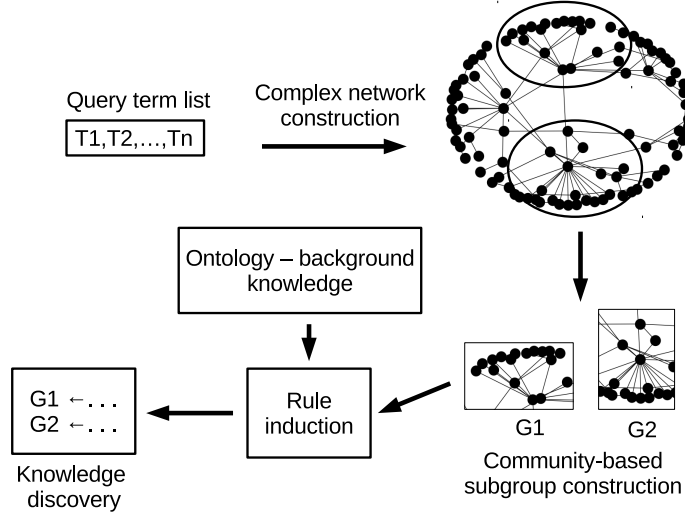 Query term list
T1,T2,...,Tn
Complex network
construction
Ontology – background
knowledge
G1 ← . . .
G2 ← . . .
Knowledge
discovery
Rule
induction
G1
G2
Community-based
subgroup construction